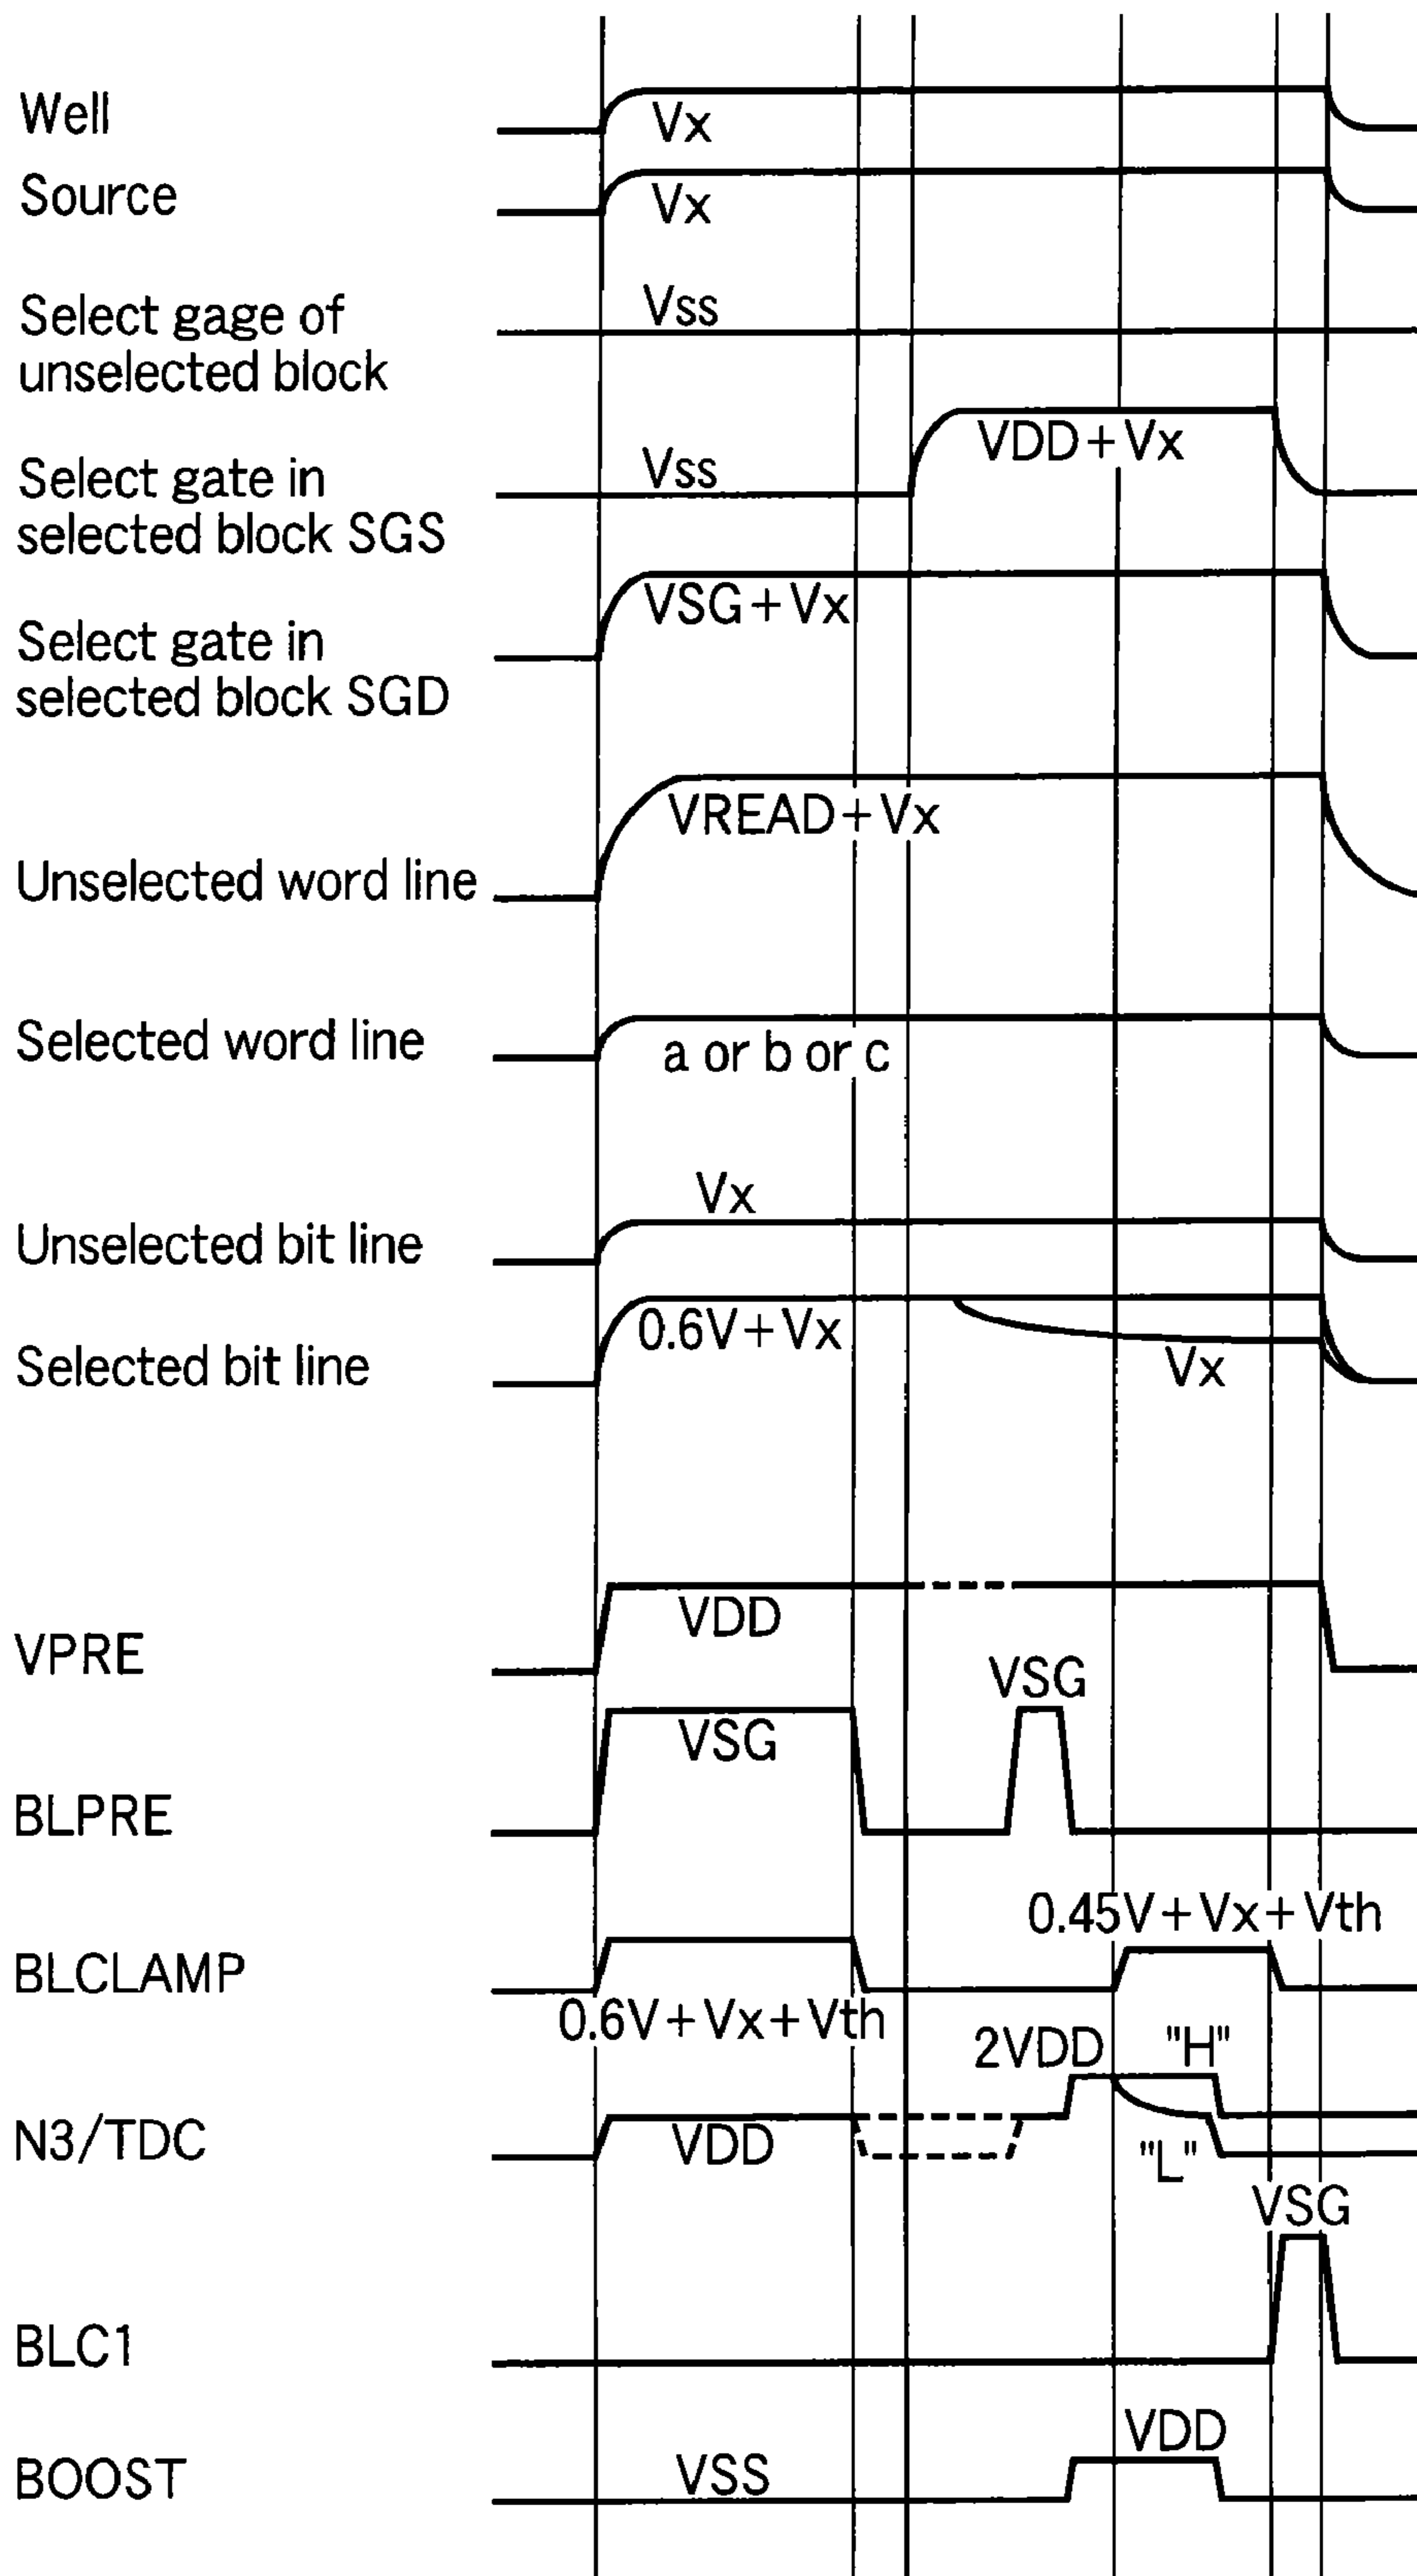 Well
Vx
Source
Vx
Select gage of
unselected block
Vss
Select gate in
selected block SGS
Vss
VDD+Vx
Select gate in
selected block SGD
VSG+Vx
Unselected word line
VREAD+Vx
Selected word line
a or b or c
Unselected bit line
Vx
Selected bit line
0.6V+Vx
Vx
VPRE
VDD
BLPRE
VSG
VSG
BLCLAMP
0.6V+Vx+Vth
0.45V+Vx+Vth
N3/TDC
VDD
2VDD
"H"
"L"
BLC1
VSG
BOOST
VSS
VDD